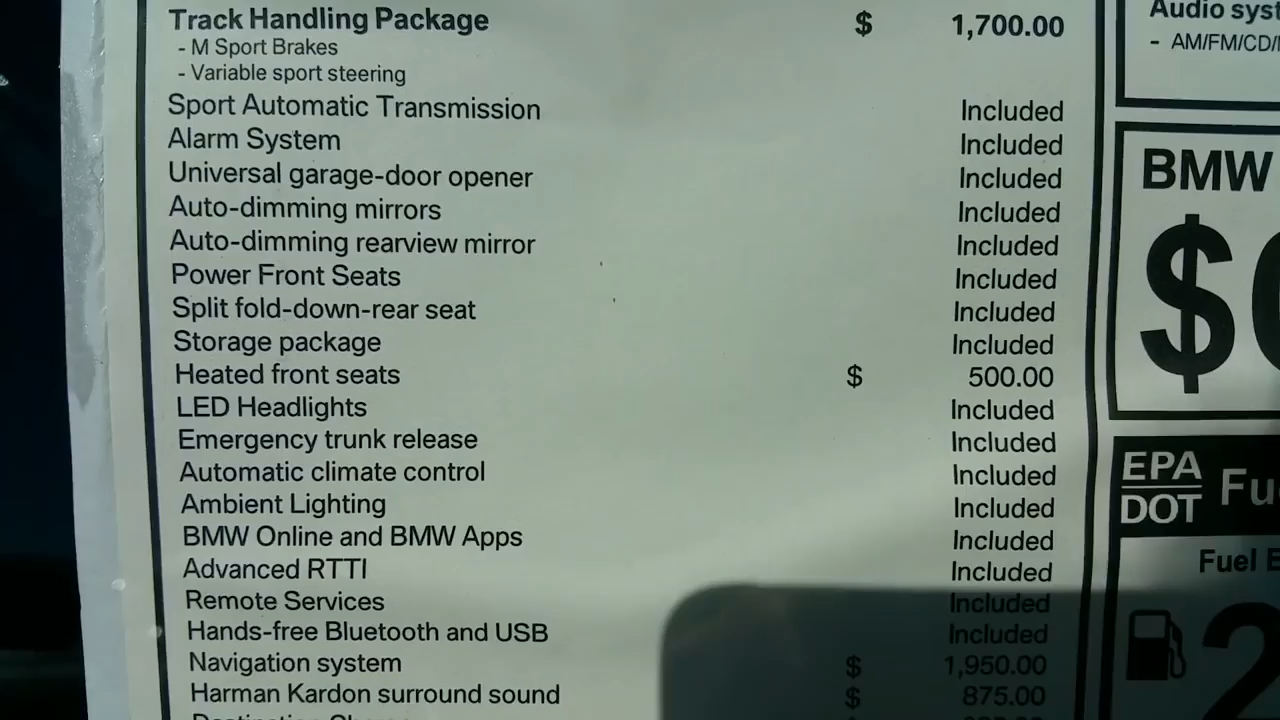 Track Handling Package $ 1,700.00
- M Sport Brakes
- Variable sport steering
Sport Automatic Transmission Included
Alarm System Included
Universal garage-door opener Included
Auto-dimming mirrors Included
Auto-dimming rearview mirror Included
Power Front Seats Included
Split fold-down-rear seat Included
Storage package Included
Heated front seats $ 500.00
LED Headlights Included
Emergency trunk release Included
Automatic climate control Included
Ambient Lighting Included
BMW Online and BMW Apps Included
Advanced RTTI Included
Remote Services Included
Hands-free Bluetooth and USB Included
Navigation system $ 1,950.00
Harman Kardon surround sound $ 875.00
Audio
- AM/FM/CD/
BMW
$
EPA
DOT
Fuel
2